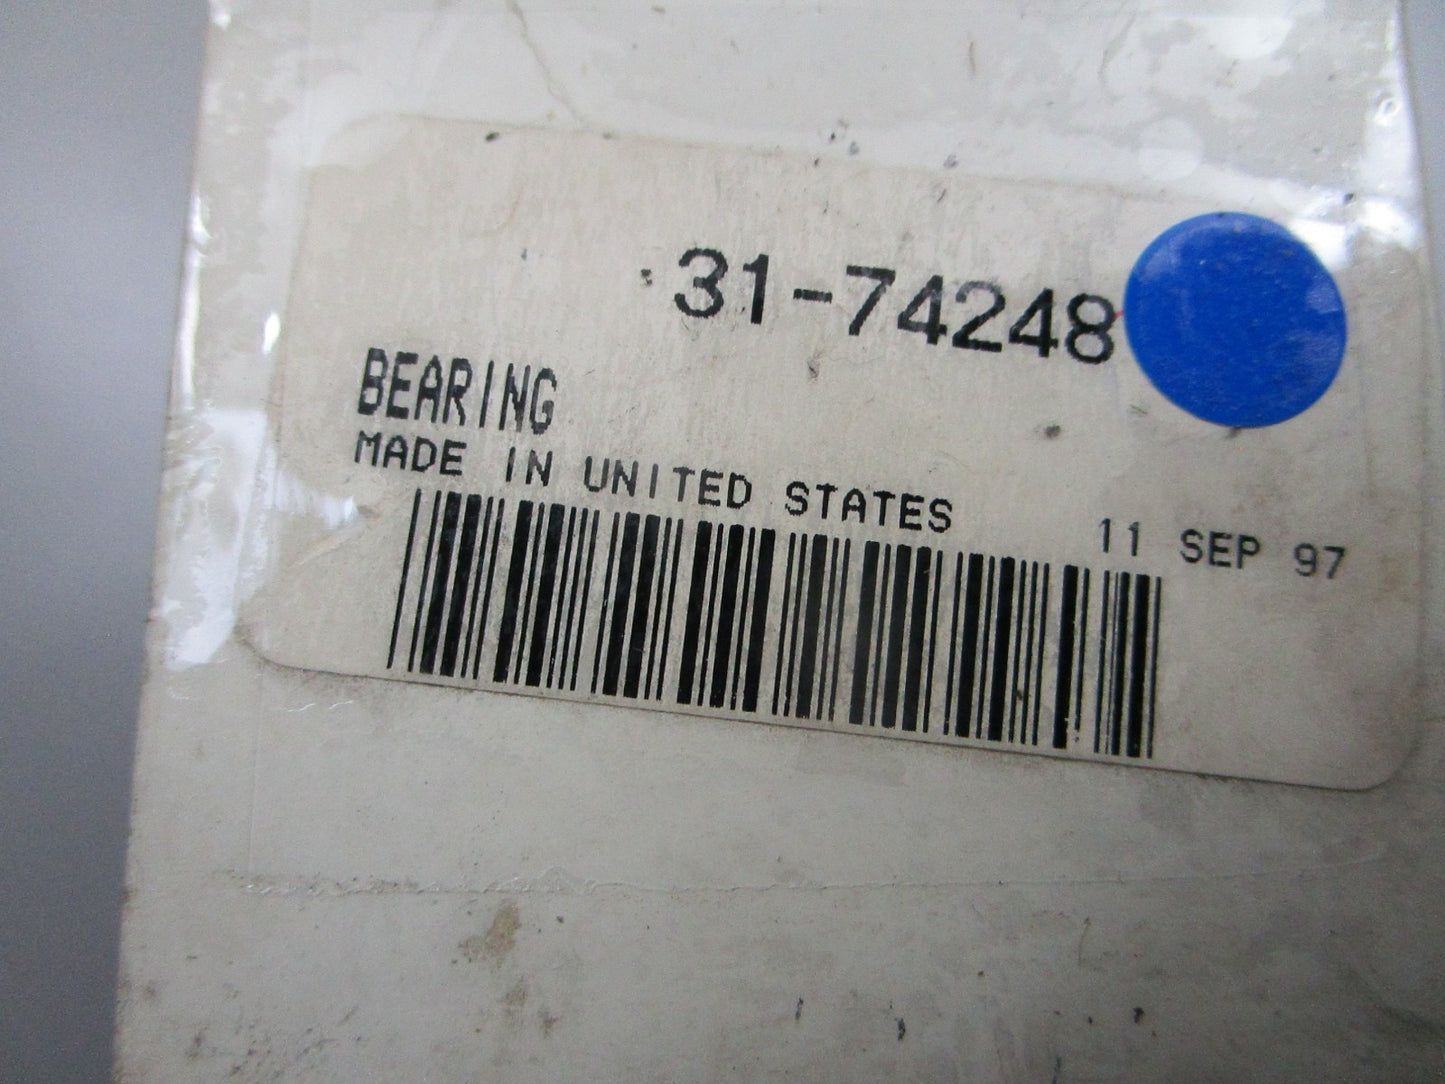 31-74248
BEARING
MADE IN UNITED STATES
11 SEP 97